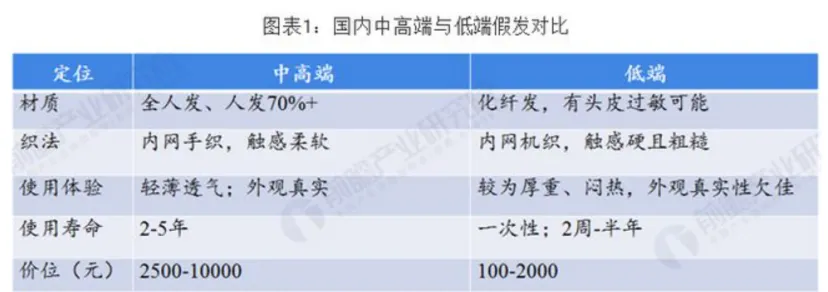 图表1：国内中高端与低端假发对比
定位 中高端 低端
材质 全人发、人发70%+ 化纤发，有头皮过敏可能
织法 内网手织，触感柔软 内网机织，触感硬且粗糙
使用体验 轻薄透气；外观真实 较为厚重、闷热，外观真实性欠佳
使用寿命 2-5年 一次性；2周-半年
价位（元） 2500-10000 100-2000
前瞻产业研究院